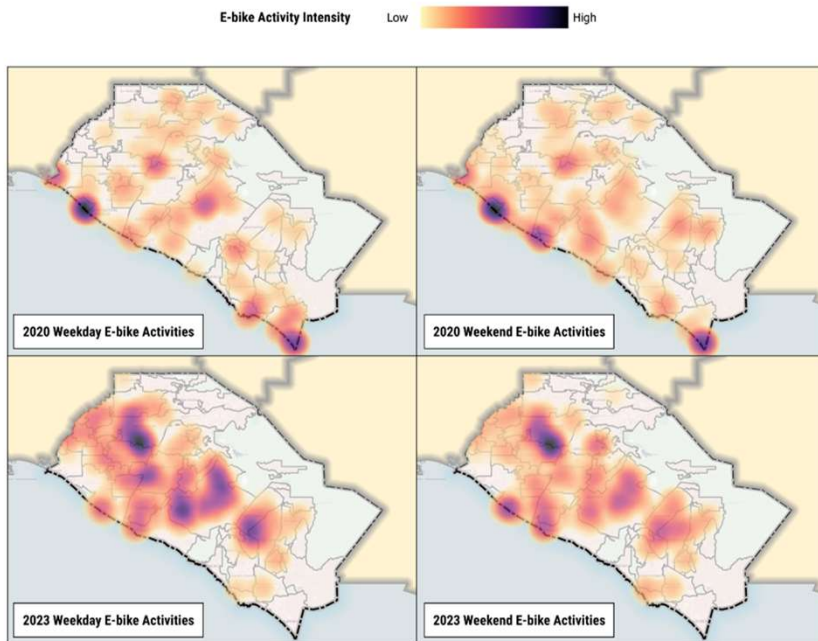 E-bike Activity Intensity Low High
2020 Weekday E-bike Activities
2020 Weekend E-bike Activities
2023 Weekday E-bike Activities
2023 Weekend E-bike Activities